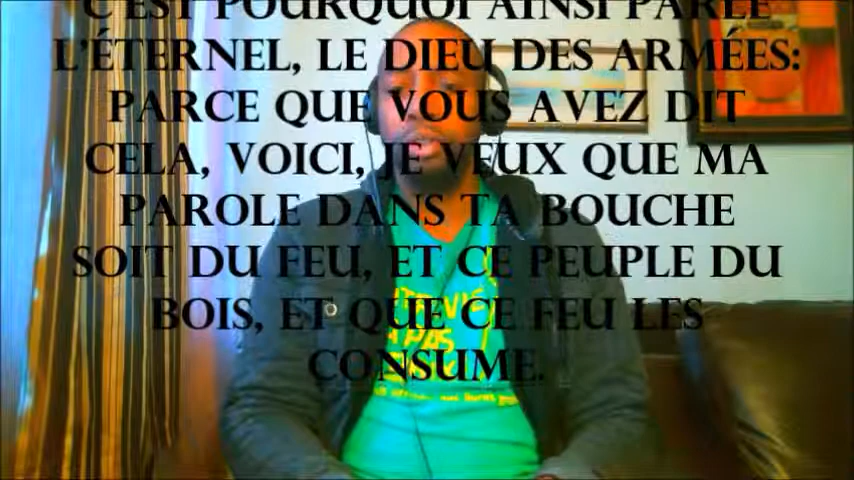 C'EST POURQUOI AINSI PARLE
L'ÉTERNEL, LE DIEU DES ARMÉES:
PARCE QUE VOUS AVEZ DIT
CELA, VOICI, JE VEUX QUE MA
PAROLE DANS TA BOUCHE
SOIT DU FEU, ET CE PEUPLE DU
BOIS, ET QUE CE FEU LES
CONSUME.
PAS